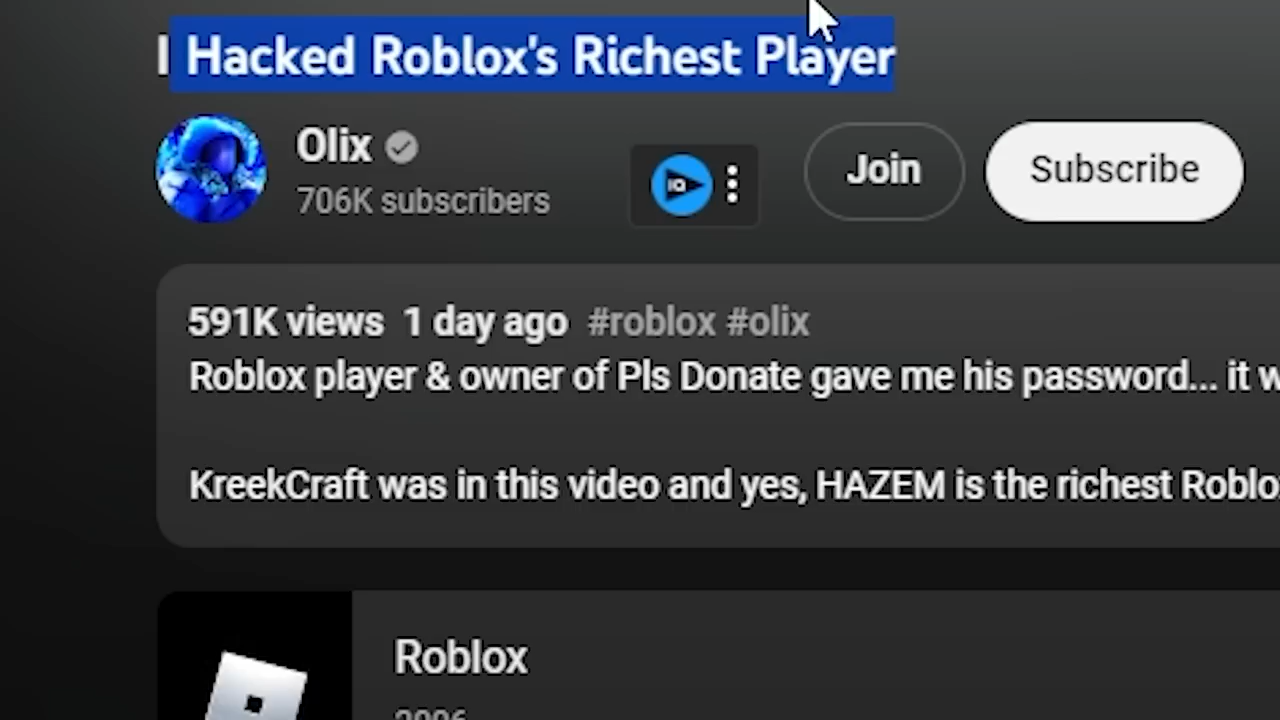 I Hacked Roblox's Richest Player
Olix
706K subscribers
IQ
Join
Subscribe
591K views 1 day ago #roblox #olix
Roblox player & owner of Pls Donate gave me his password... it w
KreekCraft was in this video and yes, HAZEM is the richest Roblo
Roblox